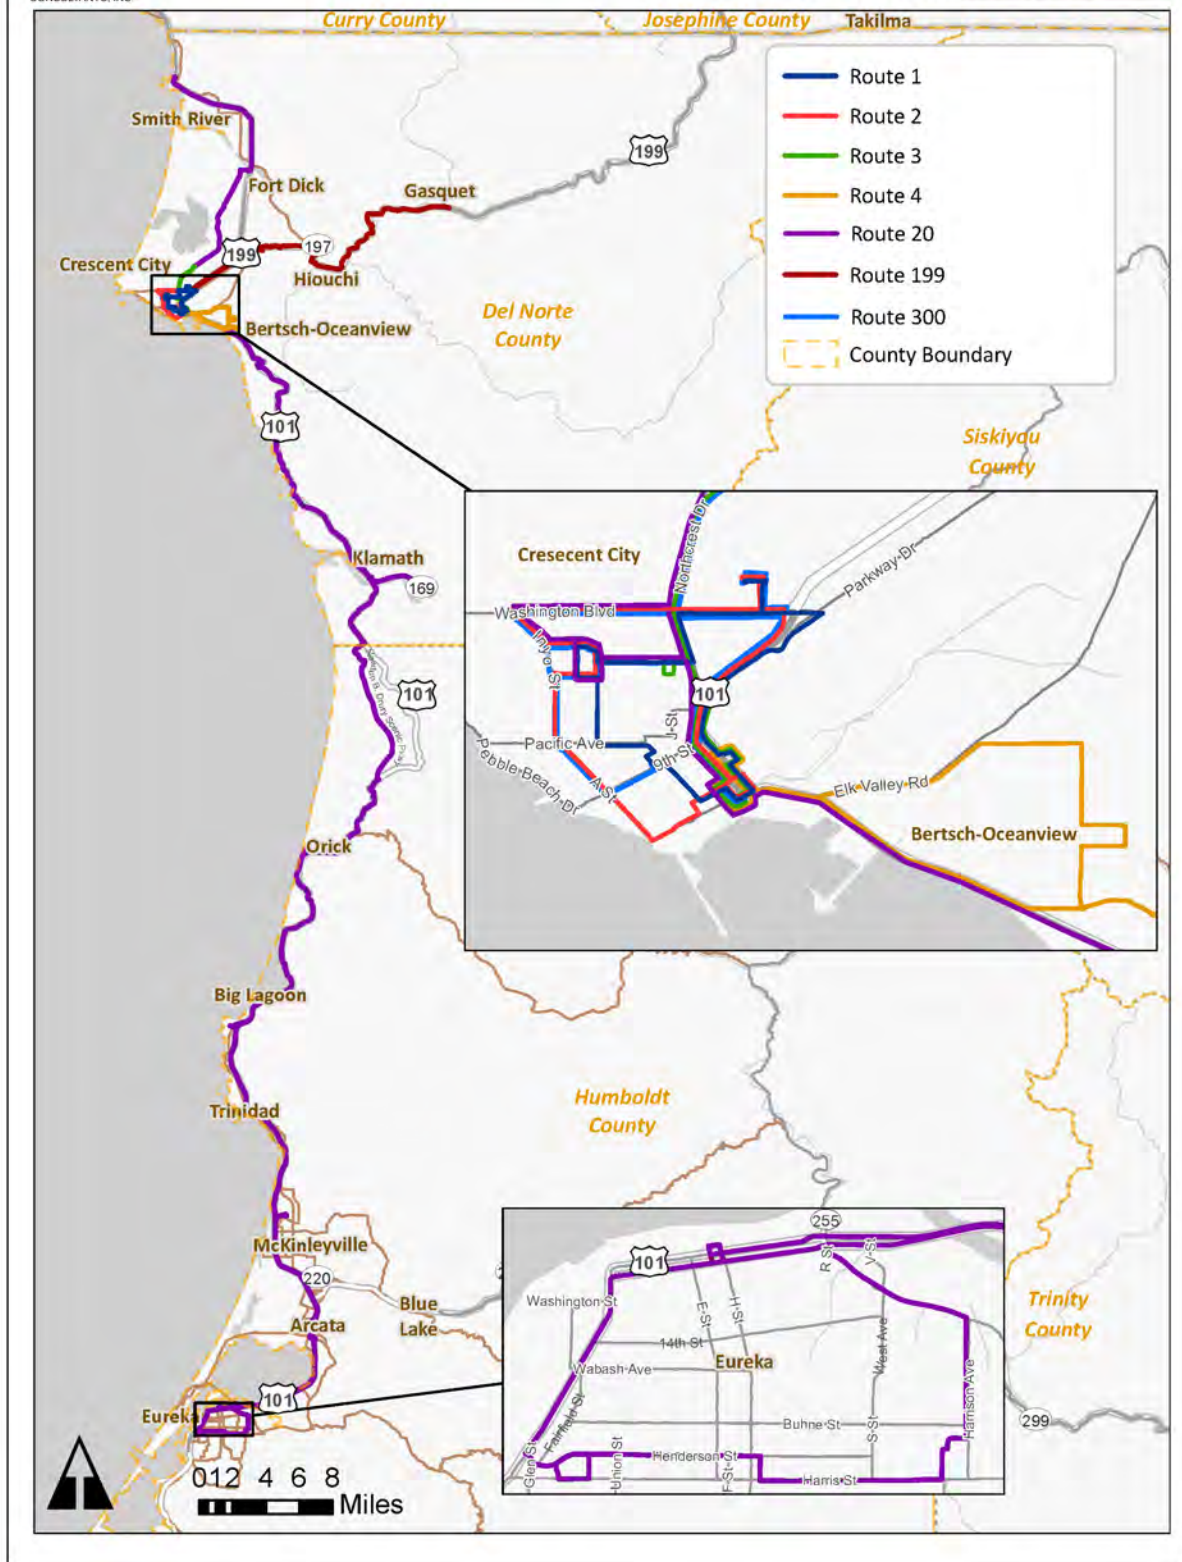 Curry County
Josephine County
Takilma
Route 1
Route 2
Route 3
Route 4
Route 20
Route 199
Route 300
County Boundary
Smith River
199
Fort Dick
Gasquet
199
197
Crescent City
Hiouchi
Del Norte
County
Bertsch-Oceanview
101
Siskiyou
County
Klamath
169
101
Orick
Big Lagoon
Trinidad
Humboldt
County
McKinleyville
220
Blue
Lake
Arcata
101
Eureka
Trinity
County
299
Cresecent City
Northcrest Dr
Parkway Dr
Washington Blvd
Inyo St
101
J St
Pacific Ave
9th St
Pebble Beach Dr
A St
Elk Valley Rd
Bertsch-Oceanview
255
101
R St
V St
Washington St
E St
H St
14th St
West Ave
Wabash Ave
Eureka
Fairfield St
Harrison Ave
Buhne St
S St
Glen St
Union St
Henderson St
F St
Harris St
0 1 2 4 6 8
Miles